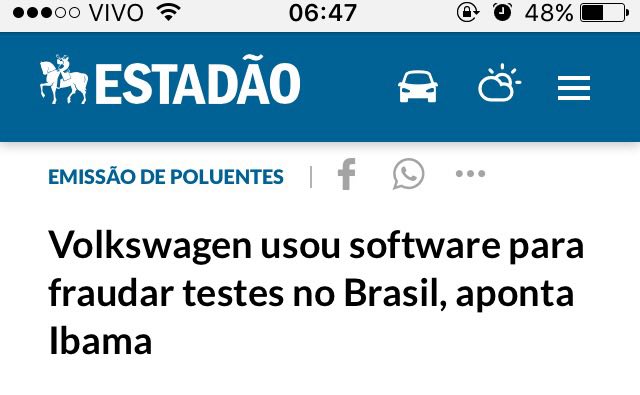 VIVO 06:47 48%
ESTADÃO
EMISSÃO DE POLUENTES
Volkswagen usou software para
fraudar testes no Brasil, aponta
Ibama